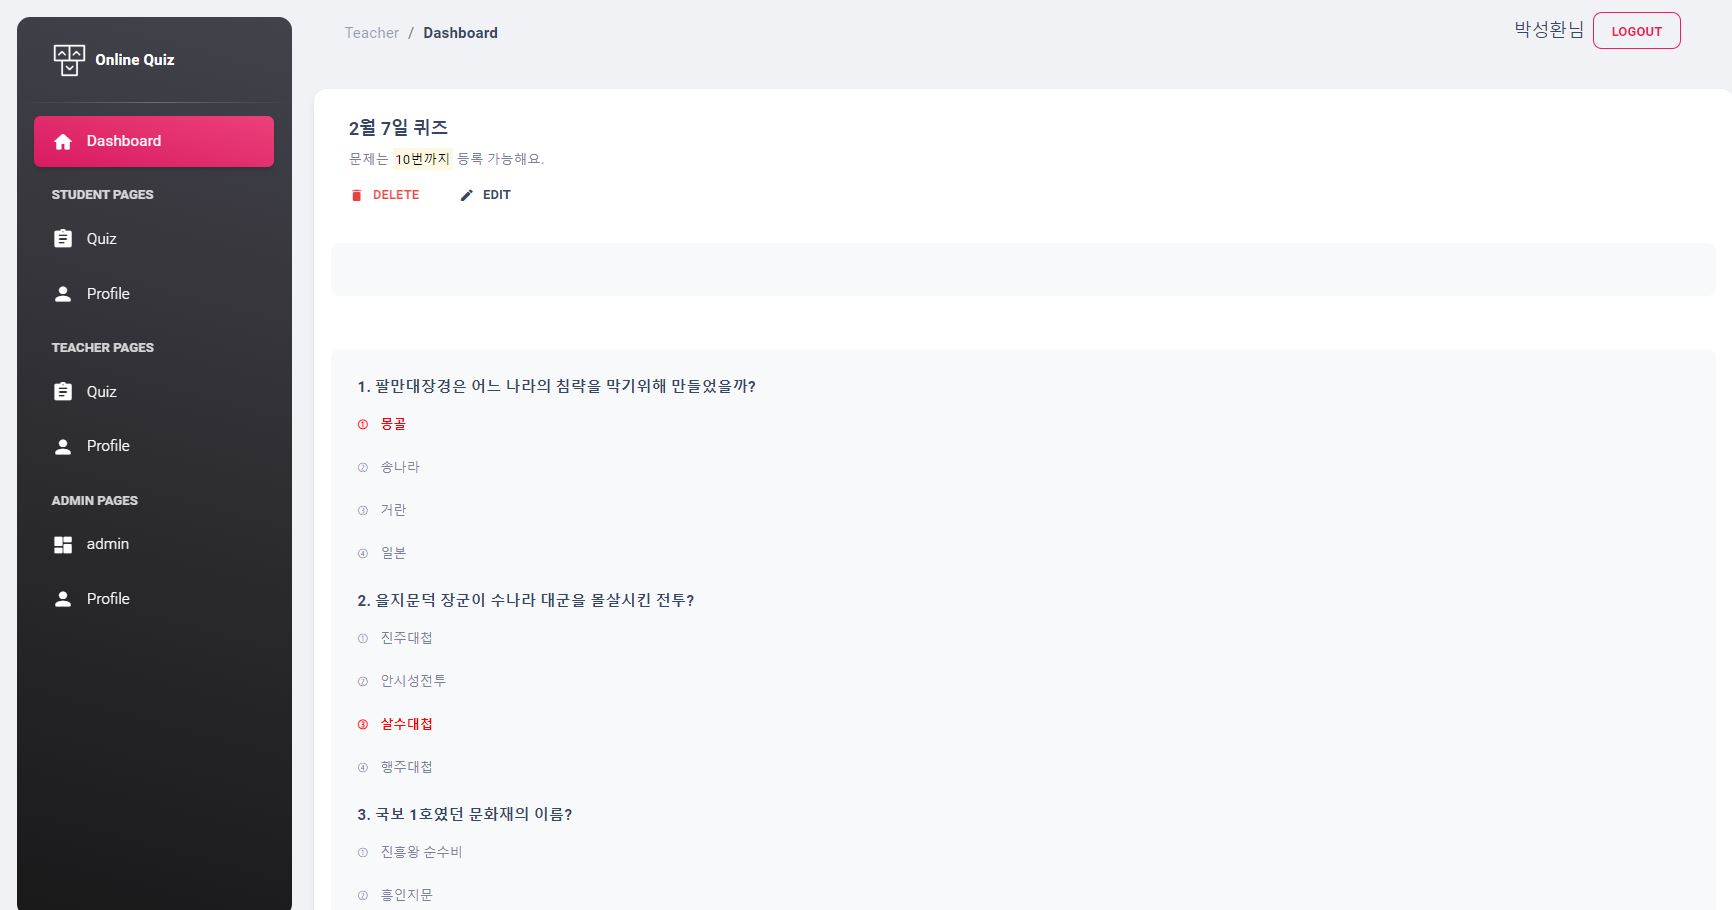 Online Quiz
Dashboard
STUDENT PAGES
Quiz
Profile
TEACHER PAGES
Quiz
Profile
ADMIN PAGES
admin
Profile
Teacher / Dashboard
박성환님 LOGOUT
2월 7일 퀴즈
문제는 10번까지 등록 가능해요.
DELETE EDIT
1. 팔만대장경은 어느 나라의 침략을 막기위해 만들었을까?
① 몽골
② 송나라
③ 거란
④ 일본
2. 을지문덕 장군이 수나라 대군을 몰살시킨 전투?
① 진주대첩
② 안시성전투
③ 살수대첩
④ 행주대첩
3. 국보 1호였던 문화재의 이름?
① 진흥왕 순수비
② 흥인지문